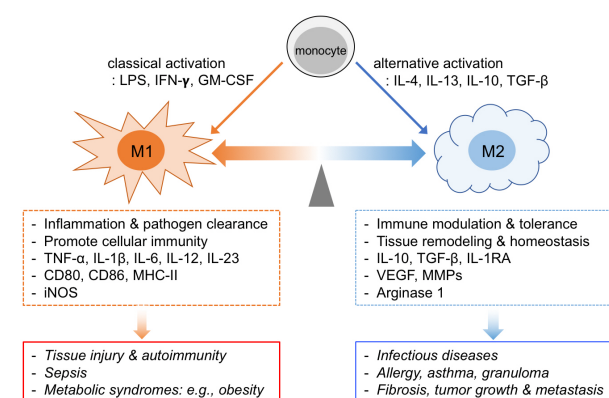 monocyte
classical activation
: LPS, IFN-γ, GM-CSF
alternative activation
: IL-4, IL-13, IL-10, TGF-β
M1
M2
- Inflammation & pathogen clearance
- Promote cellular immunity
- TNF-α, IL-1β, IL-6, IL-12, IL-23
- CD80, CD86, MHC-II
- iNOS
- Immune modulation & tolerance
- Tissue remodeling & homeostasis
- IL-10, TGF-β, IL-1RA
- VEGF, MMPs
- Arginase 1
- Tissue injury & autoimmunity
- Sepsis
- Metabolic syndromes: e.g., obesity
- Infectious diseases
- Allergy, asthma, granuloma
- Fibrosis, tumor growth & metastasis